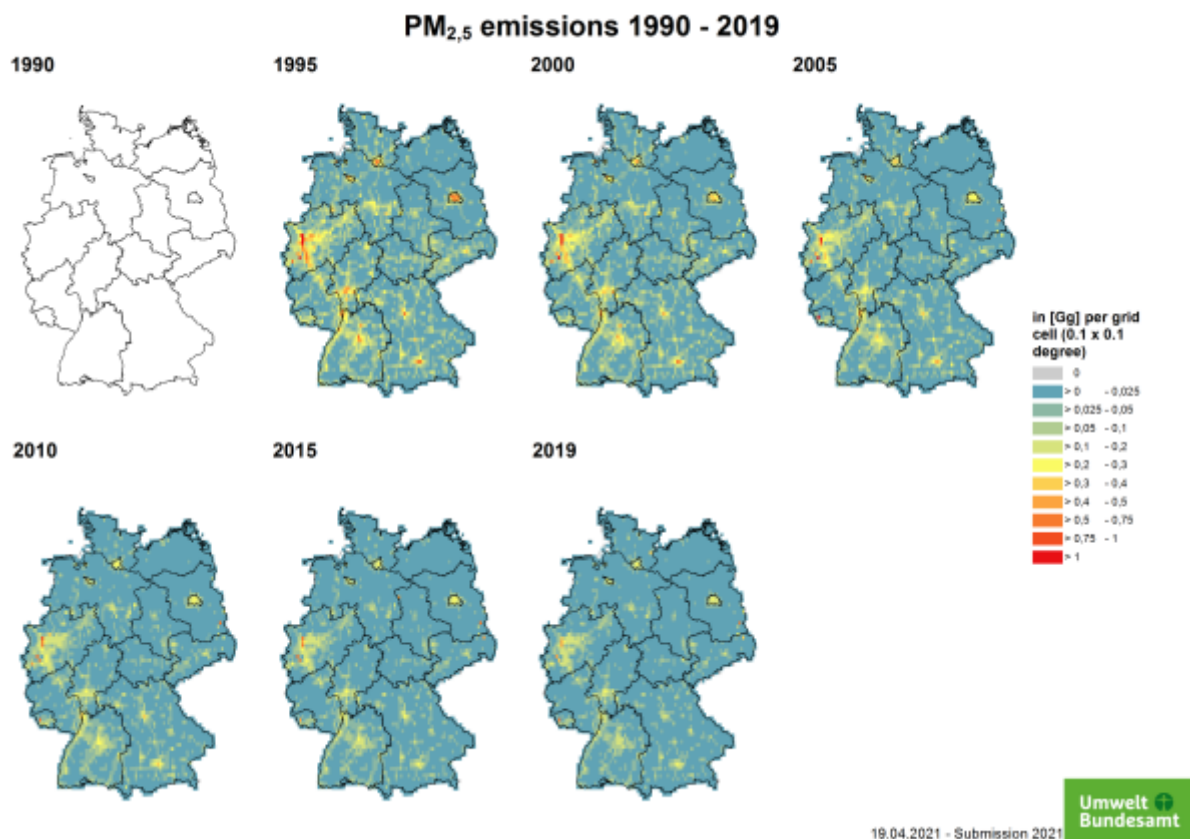 PM2,5 emissions 1990 - 2019
1990
1995
2000
2005
in [Gg] per grid
cell (0.1 x 0.1
degree)
0
> 0 - 0,025
> 0,025 - 0,05
> 0,05 - 0,1
> 0,1 - 0,2
> 0,2 - 0,3
> 0,3 - 0,4
> 0,4 - 0,5
> 0,5 - 0,75
> 0,75 - 1
> 1
2010
2015
2019
Umwelt
Bundesamt
19.04.2021 - Submission 2021